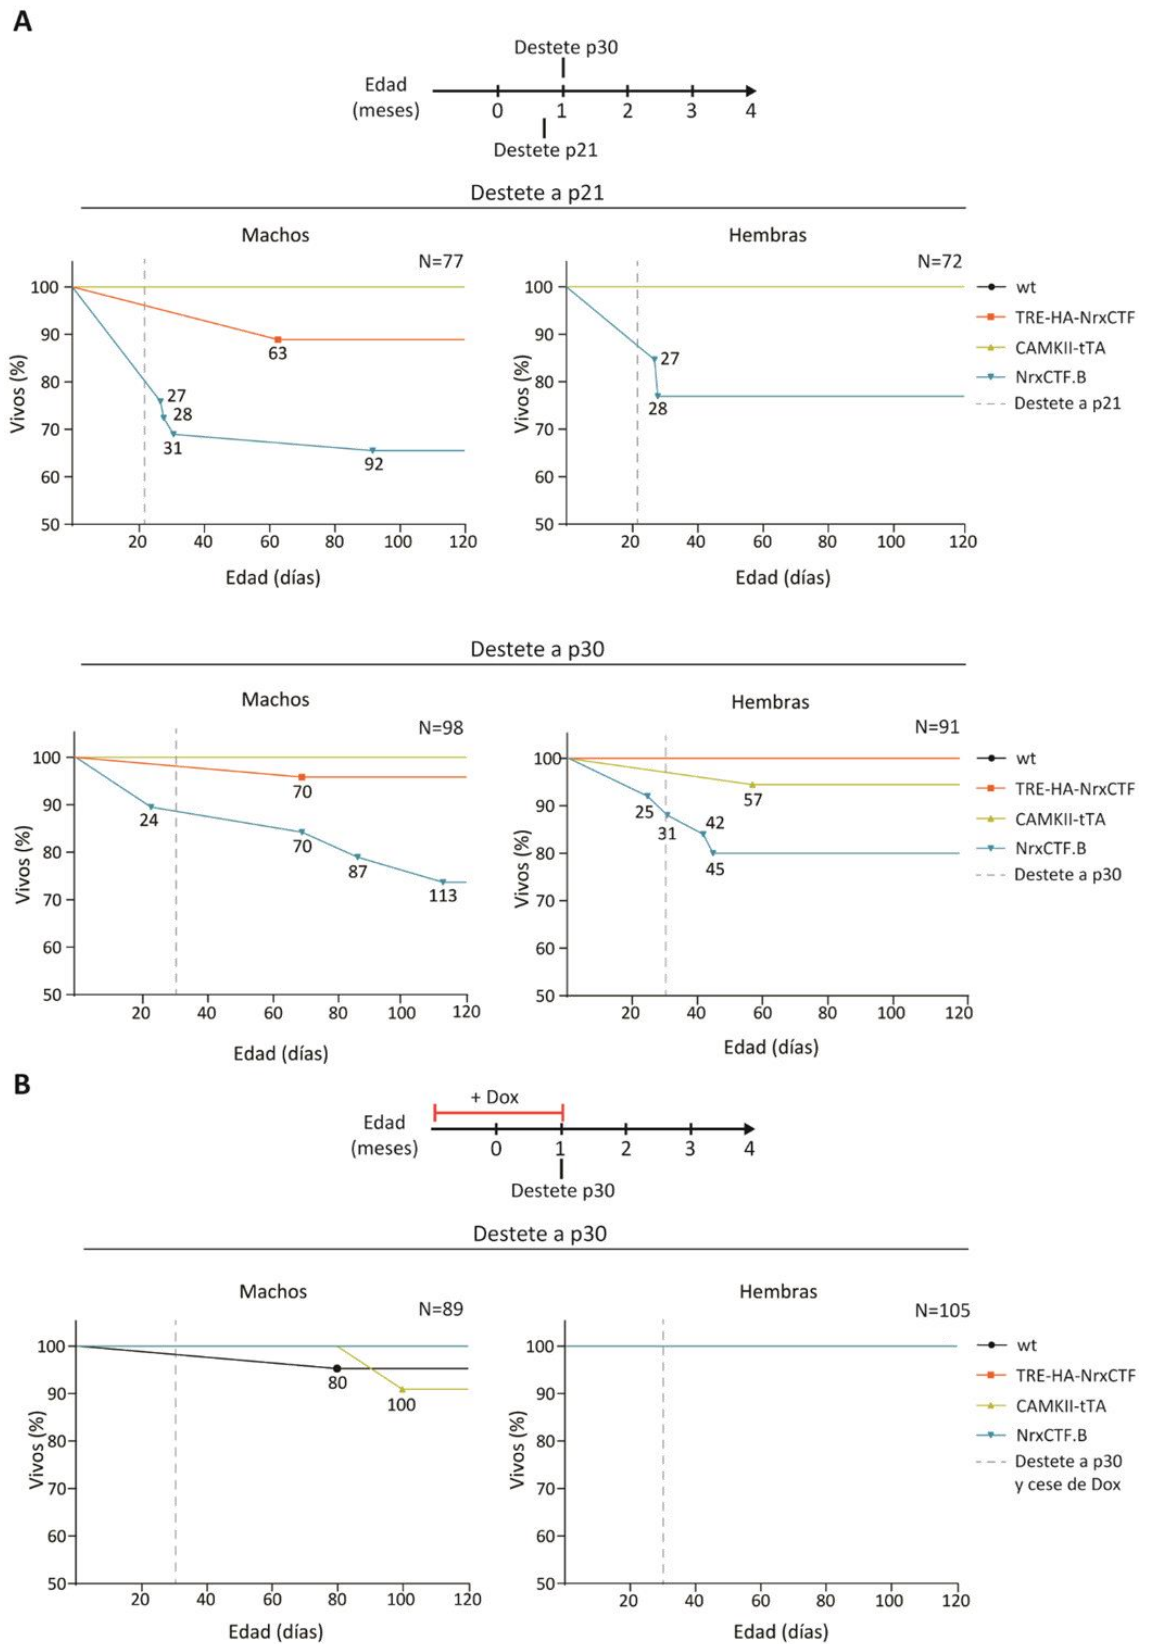 A
Destete p30
Edad
(meses)
0 1 2 3 4
Destete p21
Destete a p21
Machos
N=77
Vivos (%)
100
90
80
70
60
50
63
27
28
31
92
20 40 60 80 100 120
Edad (días)
Hembras
N=72
Vivos (%)
100
90
80
70
60
50
27
28
20 40 60 80 100 120
Edad (días)
wt
TRE-HA-NrxCTF
CAMKII-tTA
NrxCTF.B
Destete a p21
Destete a p30
Machos
N=98
Vivos (%)
100
90
80
70
60
50
70
24
70
87
113
20 40 60 80 100 120
Edad (días)
Hembras
N=91
Vivos (%)
100
90
80
70
60
50
57
25
31
42
45
20 40 60 80 100 120
Edad (días)
wt
TRE-HA-NrxCTF
CAMKII-tTA
NrxCTF.B
Destete a p30
B
+ Dox
Edad
(meses)
0 1 2 3 4
Destete p30
Destete a p30
Machos
N=89
Vivos (%)
100
90
80
70
60
50
80
100
20 40 60 80 100 120
Edad (días)
Hembras
N=105
Vivos (%)
100
90
80
70
60
50
20 40 60 80 100 120
Edad (días)
wt
TRE-HA-NrxCTF
CAMKII-tTA
NrxCTF.B
Destete a p30
y cese de Dox